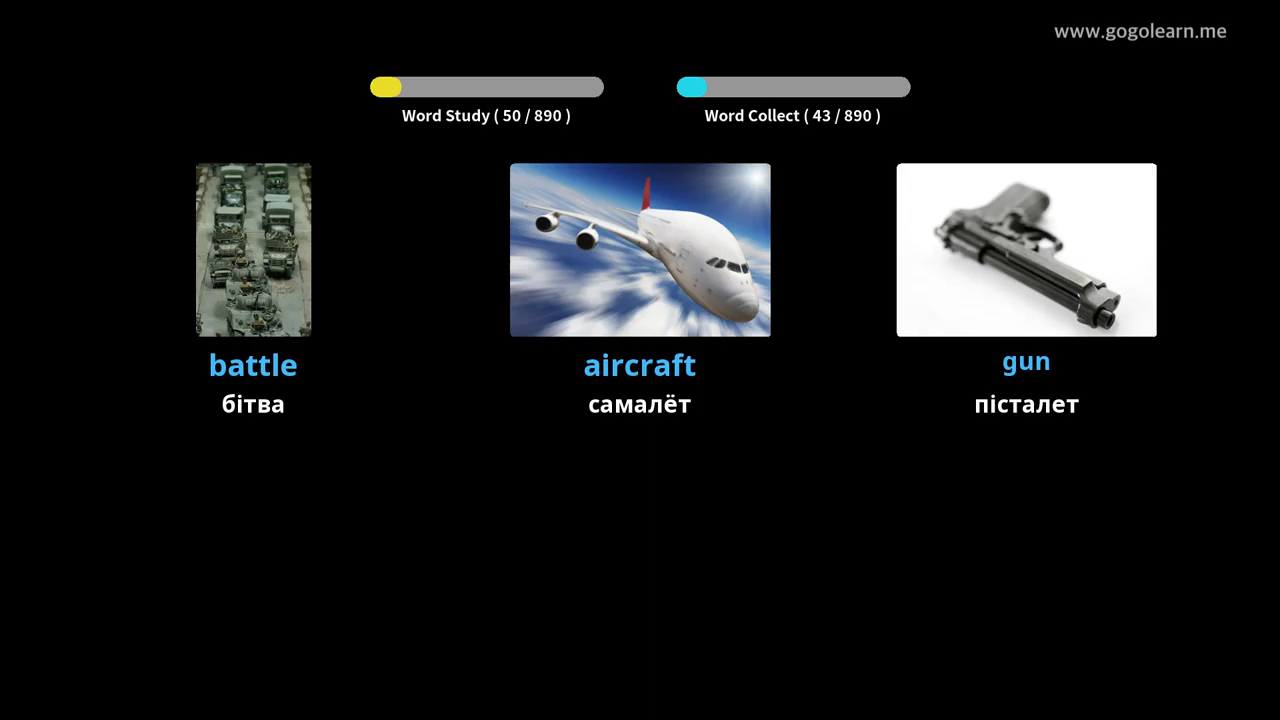 www.gogolearn.me
Word Study ( 50 / 890 )
Word Collect ( 43 / 890 )
battle
aircraft
gun
бітва
самалёт
пісталет